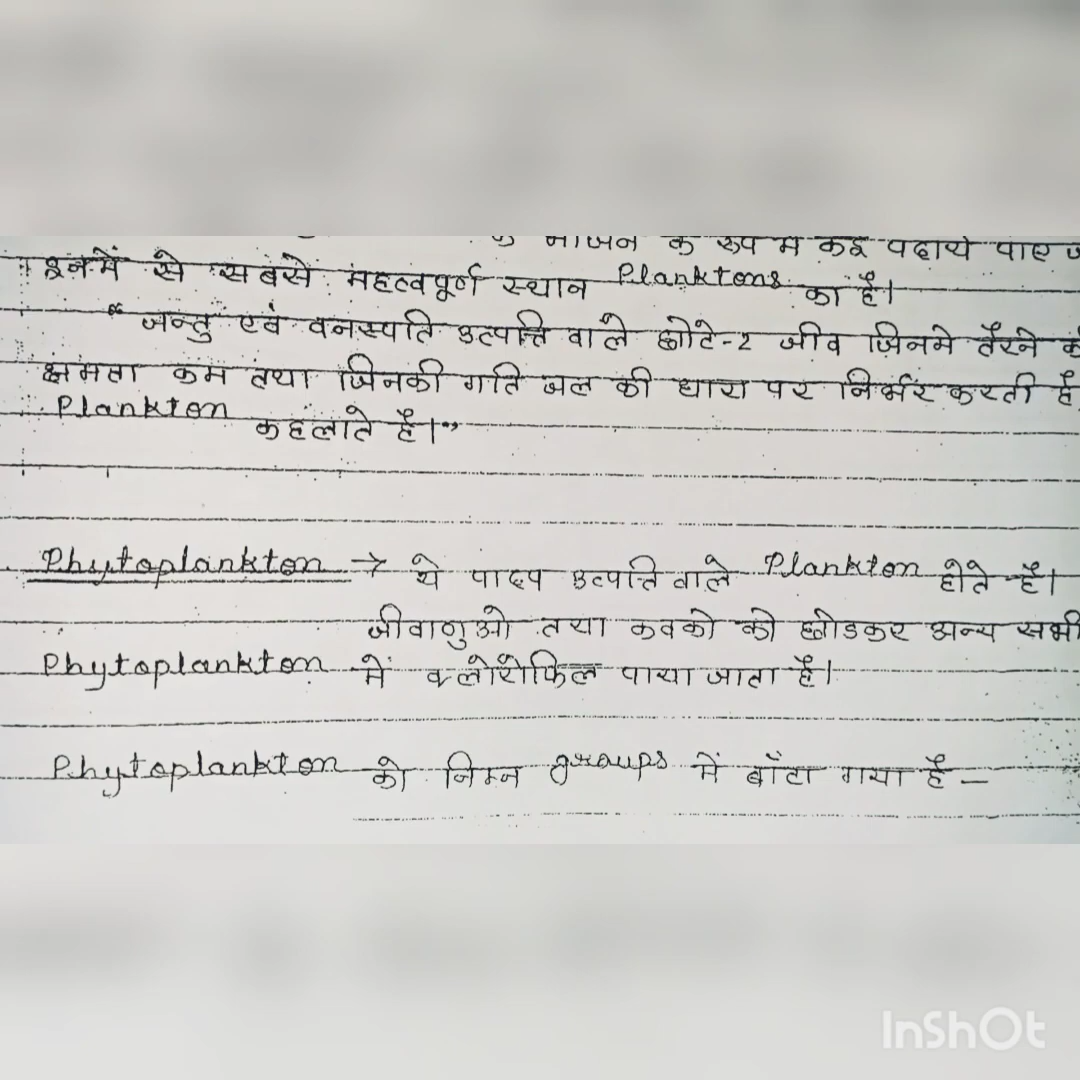 भोजन के रूप में कई पदार्थ पाए
इनमें से सबसे महत्वपूर्ण स्थान Planktons का है।
"जन्तु एवं वनस्पति उत्पत्ति वाले छोटे-2 जीव जिनमे तैरने की
क्षमता कम तथा जिनकी गति जल की धारा पर निर्भर करती है
Plankton कहलाते है।"
Phytoplankton → ये पादप उत्पत्ति वाले Plankton होते है।
जीवाणुओ तथा कवको को छोडकर अन्य सभी
Phytoplankton में क्लोरोफिल पाया जाता है।
Phytoplankton को निम्न groups में बाँटा गया है –
InShOt